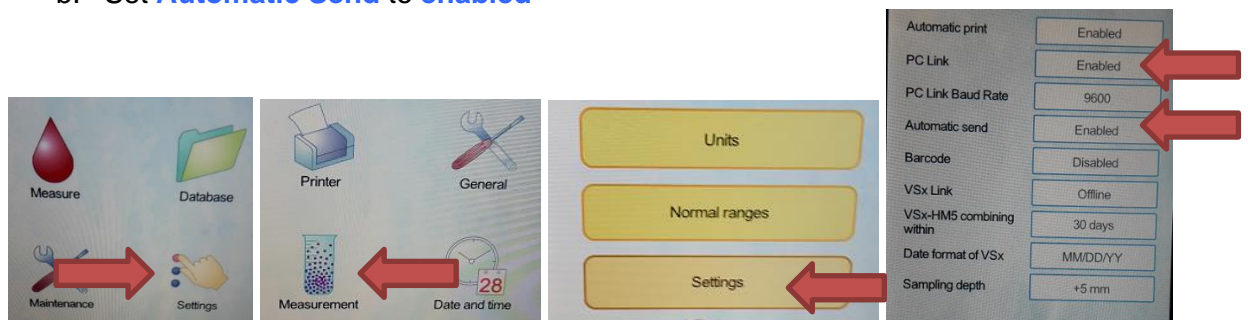 b. Set Automatic Send to enabled
Measure
Database
Maintenance
Settings
Printer
General
Measurement
28
Date and time
Units
Normal ranges
Settings
Automatic print Enabled
PC Link Enabled
PC Link Baud Rate 9600
Automatic send Enabled
Barcode Disabled
VSx Link Offline
VSx-HM5 combining
within 30 days
Date format of VSx MM/DD/YY
Sampling depth +5 mm